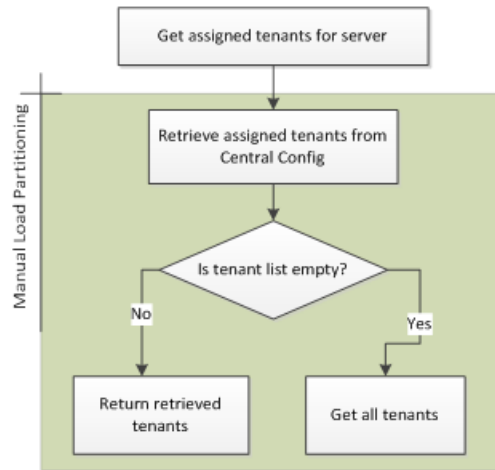 Get assigned tenants for server
Manual Load Partitioning
Retrieve assigned tenants from
Central Config
Is tenant list empty?
No
Yes
Return retrieved
tenants
Get all tenants